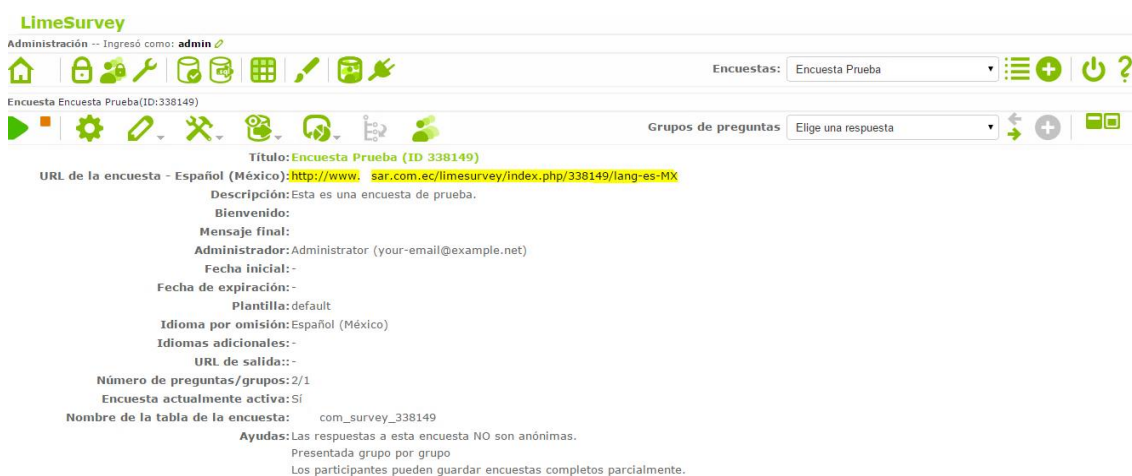 LimeSurvey
Administración -- Ingresó como: admin
Encuestas: Encuesta Prueba
Encuesta Encuesta Prueba(ID:338149)
Grupos de preguntas Elige una respuesta
Título: Encuesta Prueba (ID 338149)
URL de la encuesta - Español (México): http://www. sar.com.ec/limesurvey/index.php/338149/lang-es-MX
Descripción: Esta es una encuesta de prueba.
Bienvenido:
Mensaje final:
Administrador: Administrator (your-email@example.net)
Fecha inicial: -
Fecha de expiración: -
Plantilla: default
Idioma por omisión: Español (México)
Idiomas adicionales: -
URL de salida:: -
Número de preguntas/grupos: 2/1
Encuesta actualmente activa: Sí
Nombre de la tabla de la encuesta: com_survey_338149
Ayudas: Las respuestas a esta encuesta NO son anónimas.
Presentada grupo por grupo
Los participantes pueden guardar encuestas completos parcialmente.